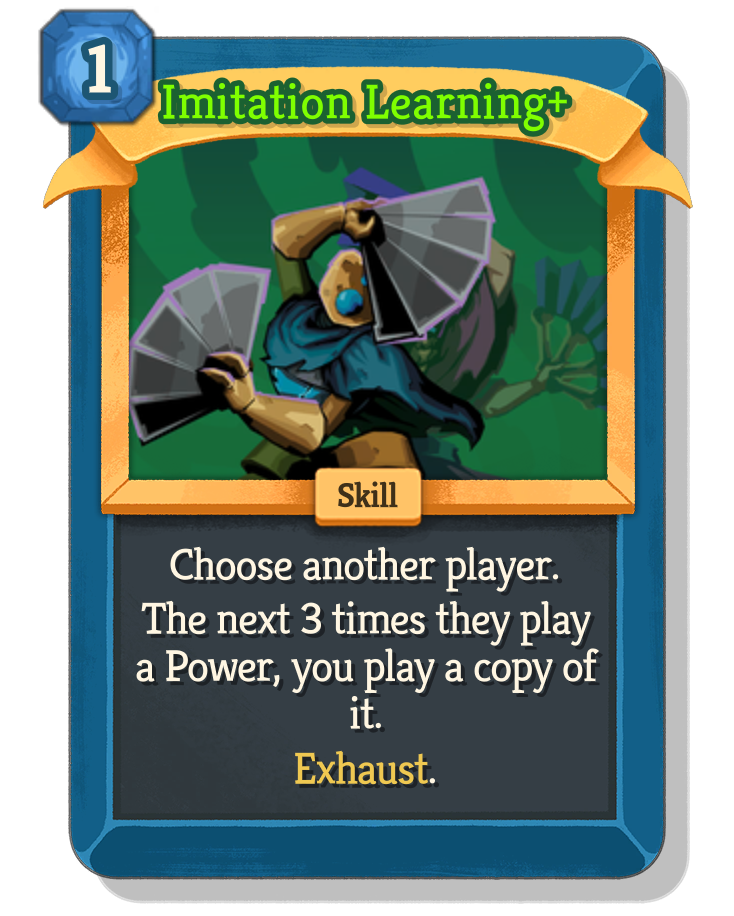 1
Imitation Learning+
Skill
Choose another player.
The next 3 times they play
a Power, you play a copy of
it.
Exhaust.